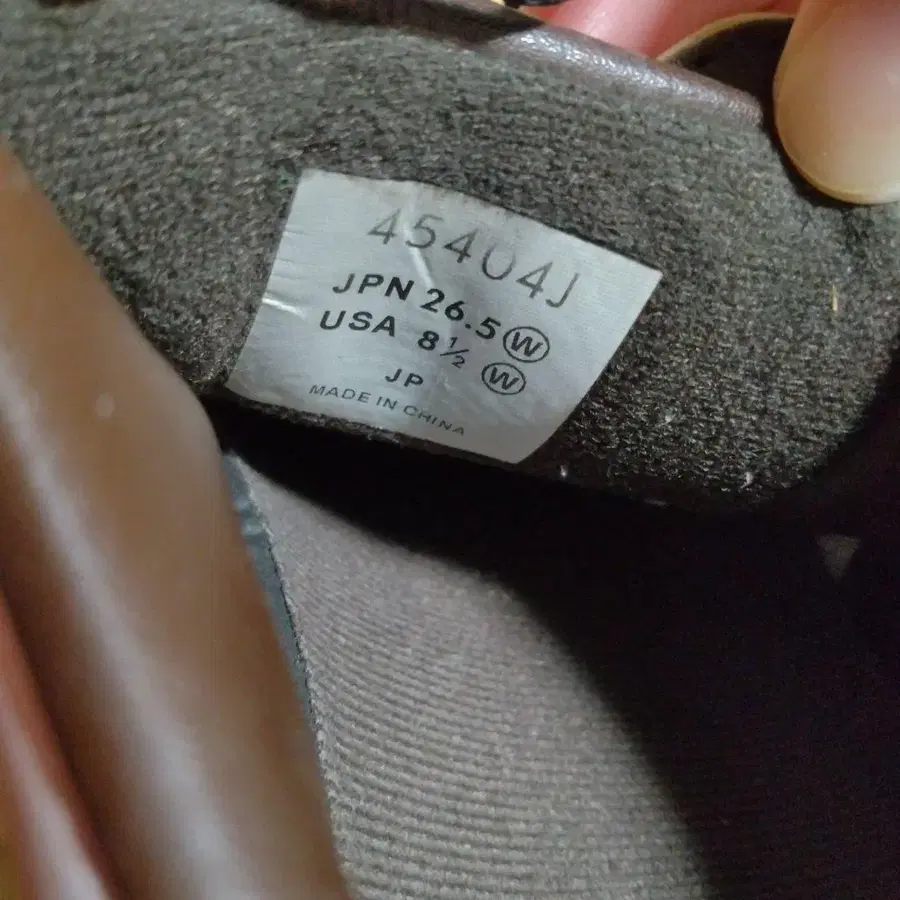 45404J
JPN 26.5 Ⓦ
USA 8½ Ⓦ
JP
MADE IN CHINA